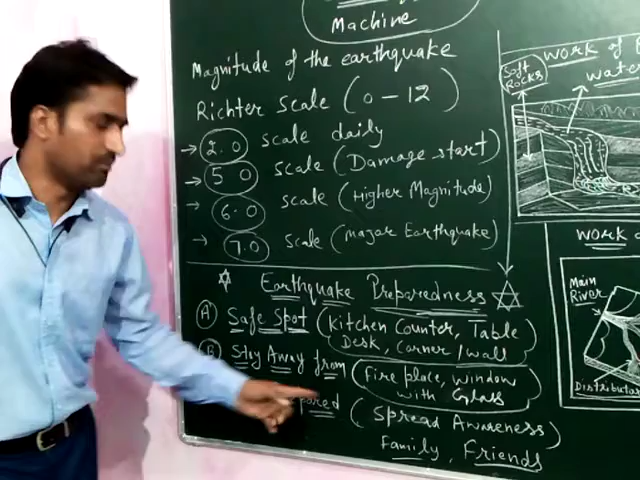 Machine
Magnitude of the earthquake
Richter Scale (0-12)
→ 2.0 scale daily
→ 5.0 scale (Damage start)
→ 6.0 scale (Higher Magnitude)
→ 7.0 scale (major Earthquake)
Earthquake Preparedness
(A) Safe Spot (Kitchen Counter, Table
Desk, Corner/wall
(B) Stay Away from (Fire place, window
with Glass
pared (Spread Awareness)
Family, Friends
work of
Soft
Rocks
water
work
Main
River